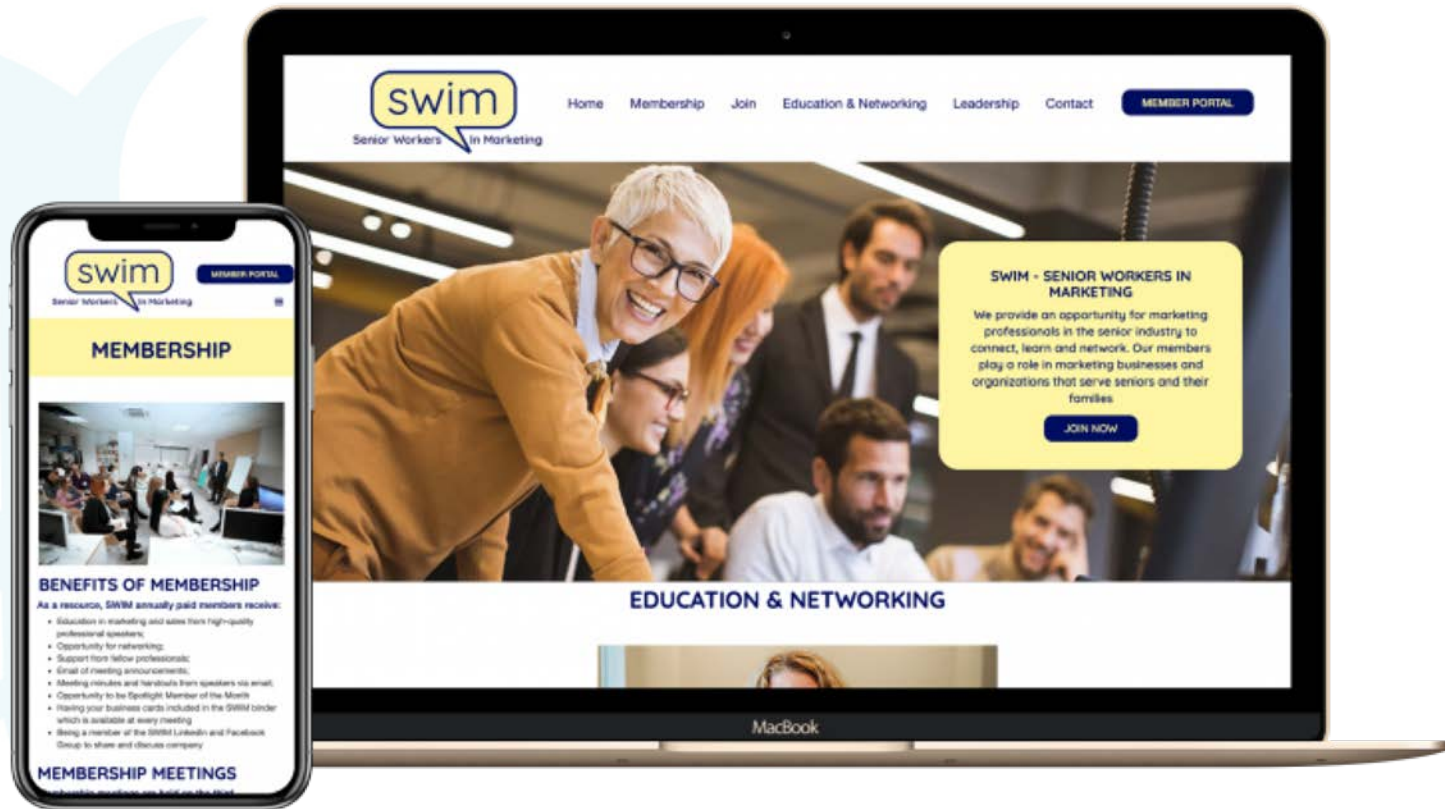 swim
Senior Workers In Marketing
Home Membership Join Education & Networking Leadership Contact MEMBER PORTAL
SWIM - SENIOR WORKERS IN
MARKETING
We provide an opportunity for marketing
professionals in the senior industry to
connect, learn and network. Our members
play a role in marketing businesses and
organizations that serve seniors and their
families
JOIN NOW
EDUCATION & NETWORKING
MacBook
swim
MEMBER PORTAL
Senior Workers In Marketing
MEMBERSHIP
BENEFITS OF MEMBERSHIP
As a resource, SWIM annually paid members receive:
• Education in marketing and sales from high-quality
professional speakers;
• Opportunity for networking;
• Support from fellow professionals;
• Email of meeting announcements;
• Meeting minutes and handouts from speakers via email;
• Opportunity to be Spotlight Member of the Month
• Having your business cards included in the SWIM binder
which is available at every meeting
• Being a member of the SWIM LinkedIn and Facebook
Group to share and discuss company
MEMBERSHIP MEETINGS
Membership meetings are held on the third